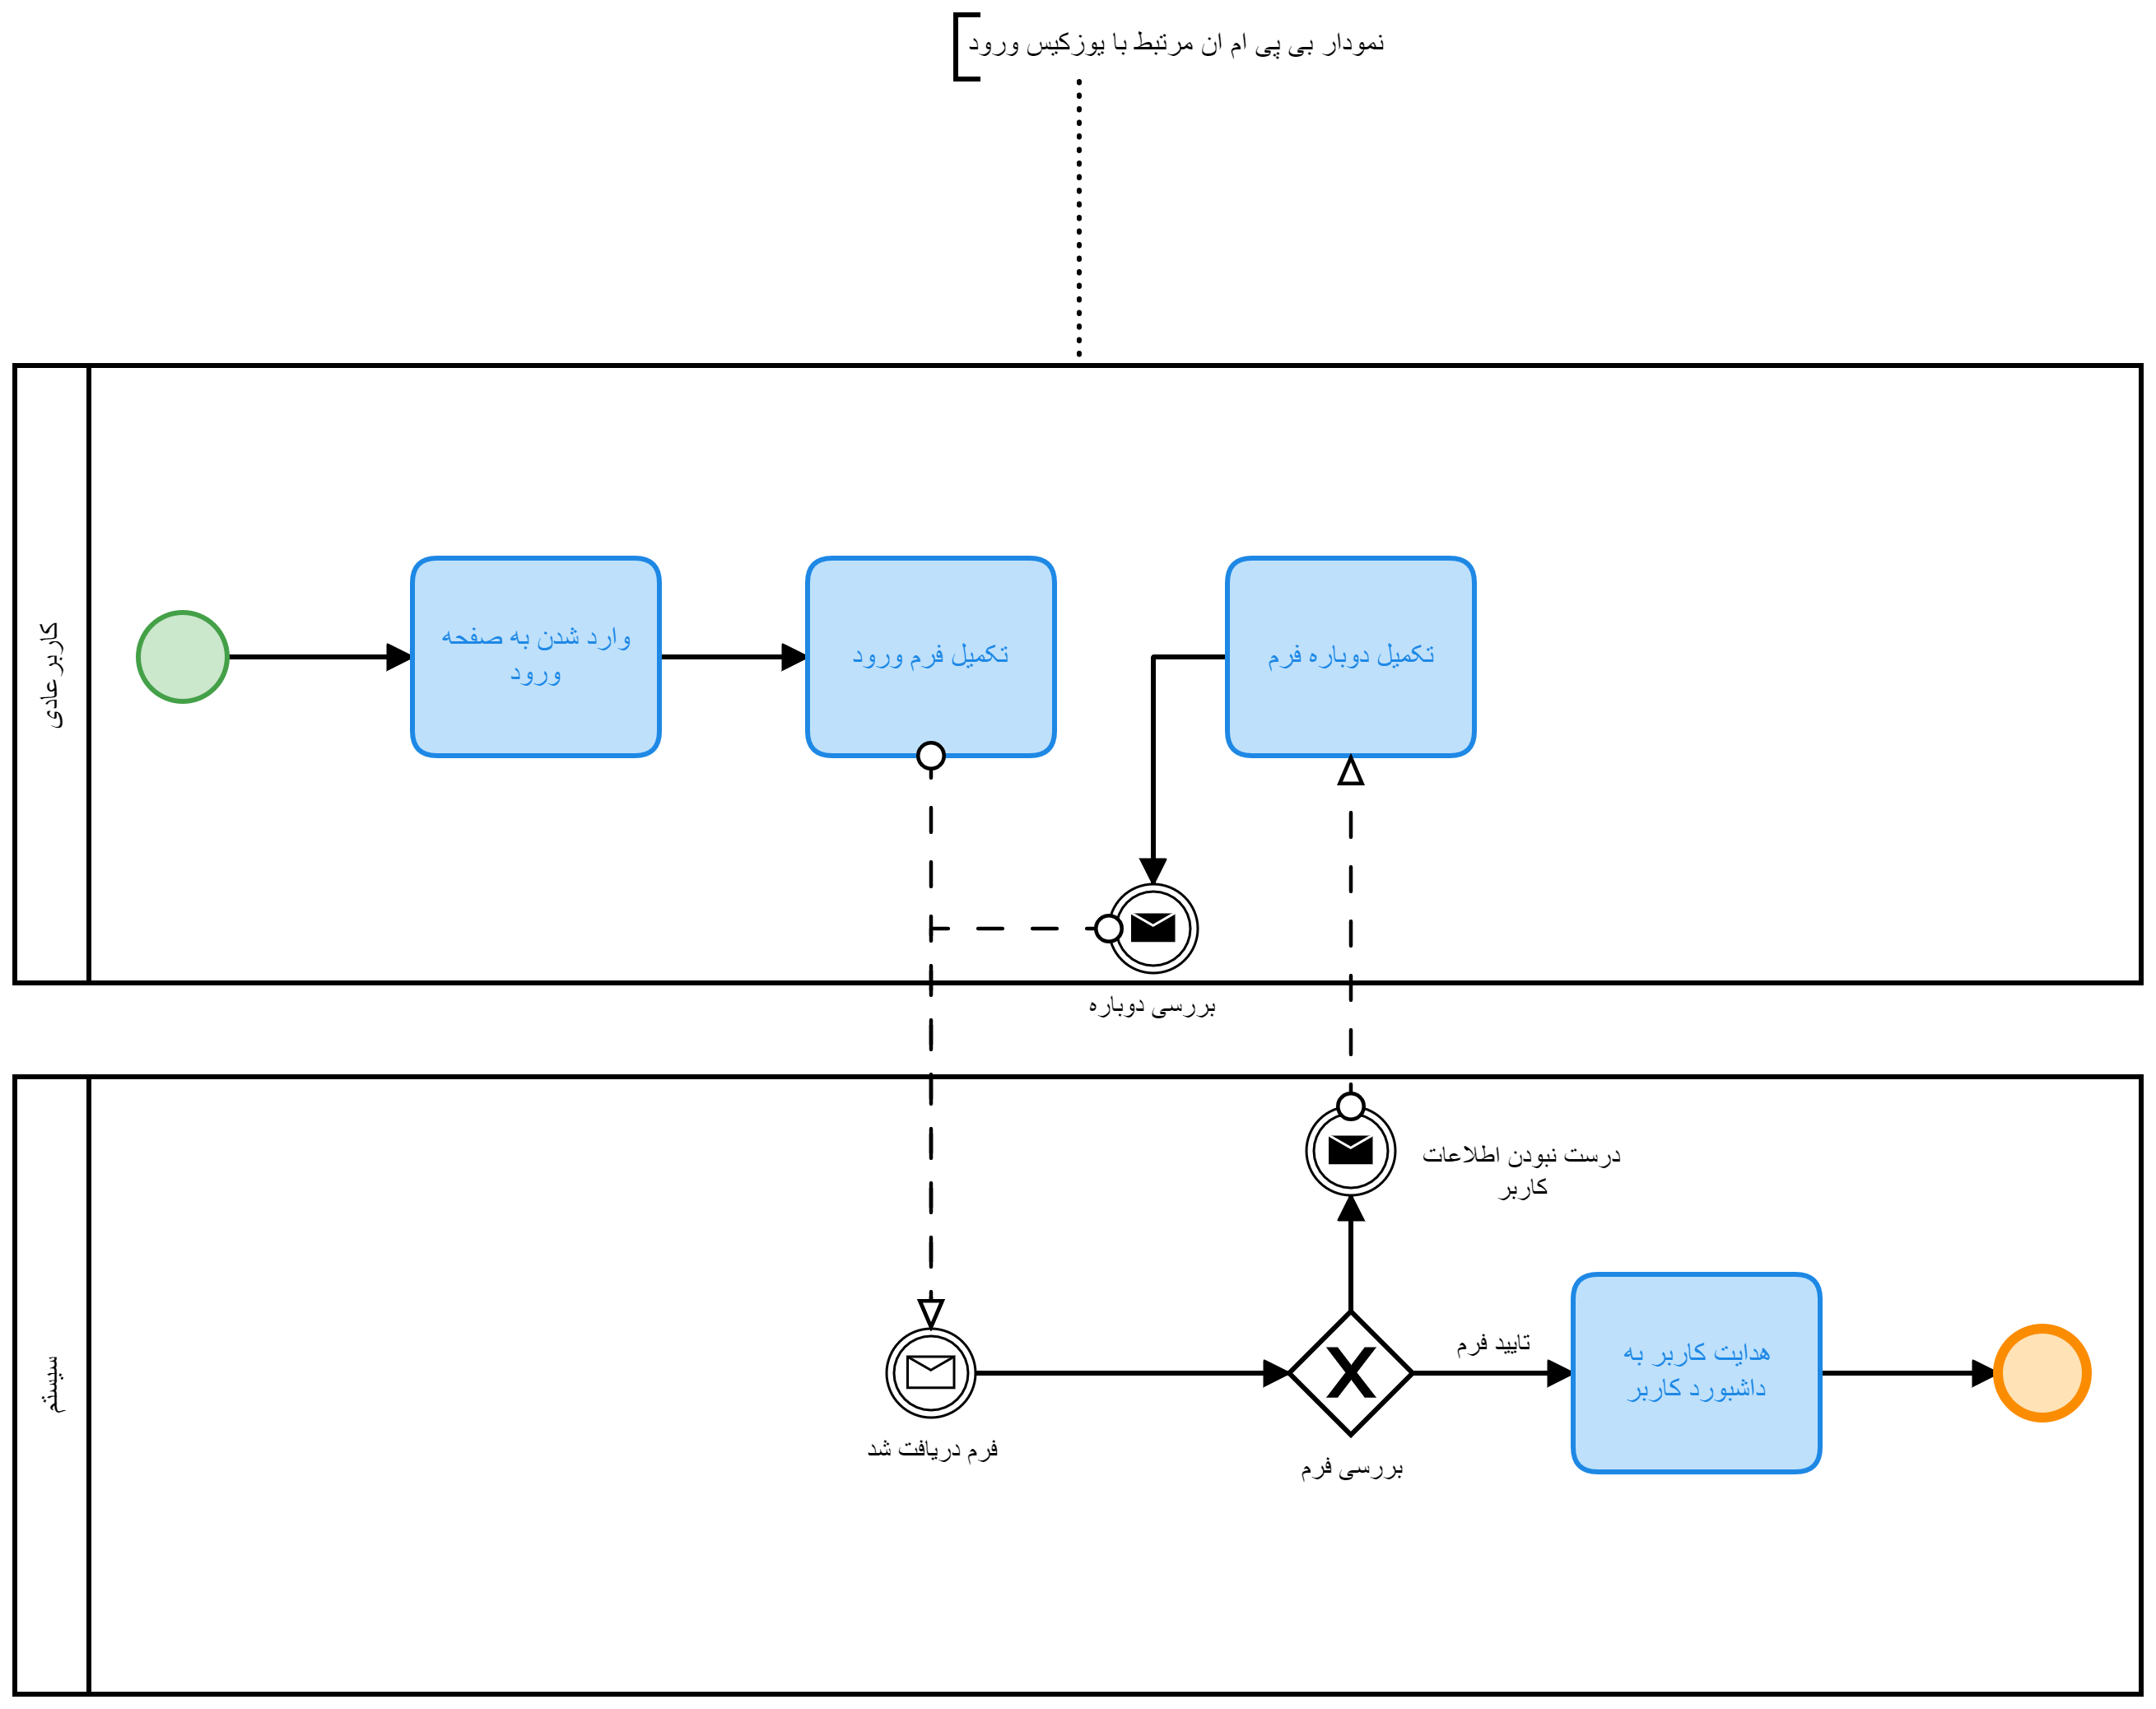 نمودار بی پی ام ان مرتبط با یوزکیس ورود
کاربر عادی
وارد شدن به صفحه
ورود
تکمیل فرم ورود
تکمیل دوباره فرم
بررسی دوباره
سیستم
درست نبودن اطلاعات
کاربر
فرم دریافت شد
بررسی فرم
تایید فرم
هدایت کاربر به
داشبورد کاربر